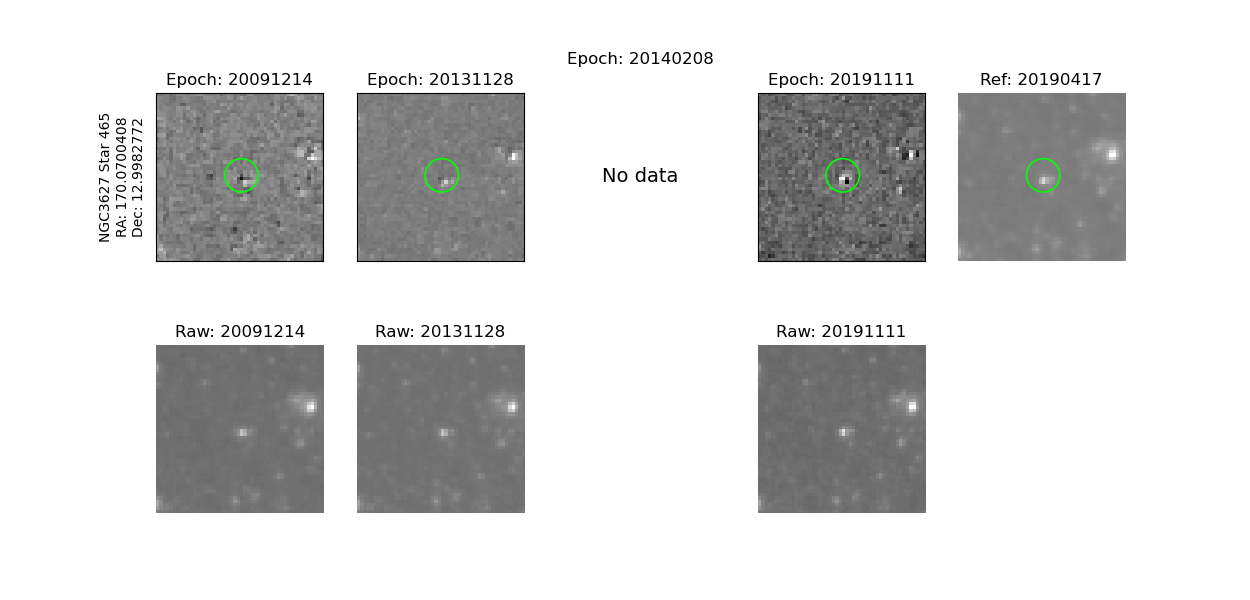 Epoch: 20140208
Epoch: 20091214
Epoch: 20131128
Epoch: 20191111
Ref: 20190417
NGC3627 Star 465
RA: 170.0700408
Dec: 12.9982772
No data
Raw: 20091214
Raw: 20131128
Raw: 20191111